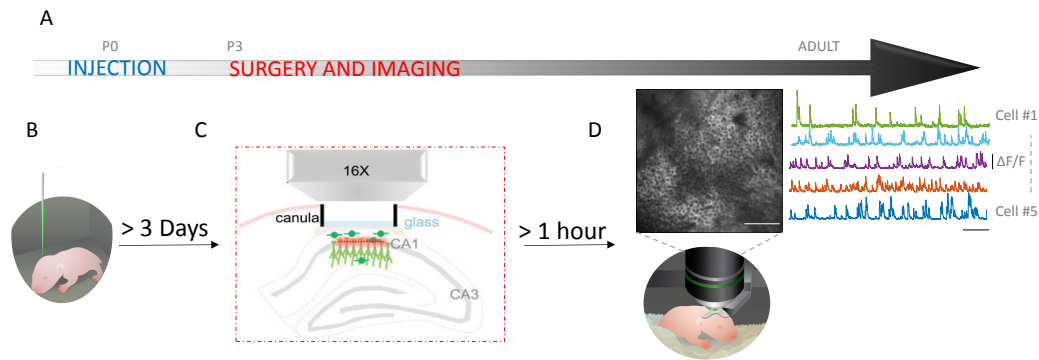 A
P0
P3
ADULT
INJECTION
SURGERY AND IMAGING
B
C
D
> 3 Days
16X
canula
glass
CA1
CA3
> 1 hour
Cell #1
ΔF/F
Cell #5